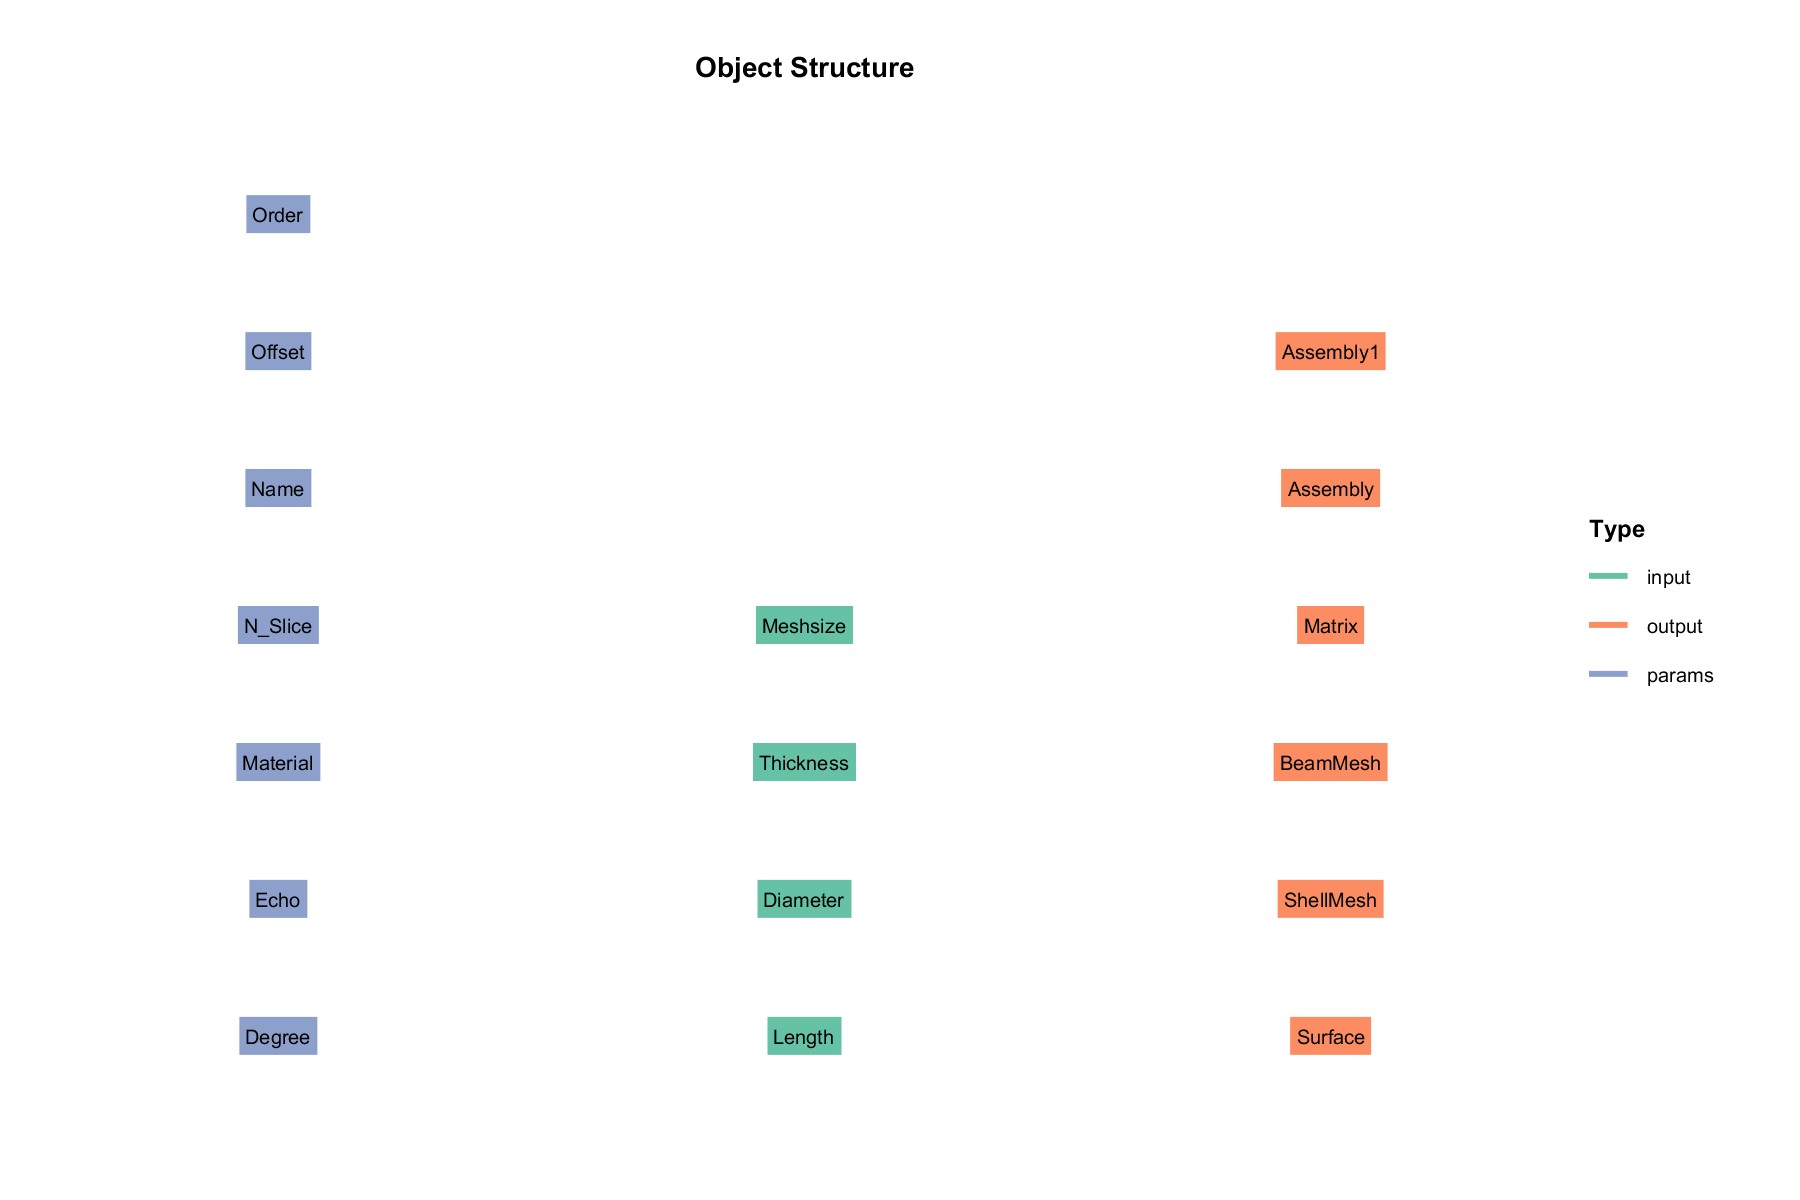 Object Structure
Order
Offset
Name
N_Slice
Material
Echo
Degree
Meshsize
Thickness
Diameter
Length
Assembly1
Assembly
Matrix
BeamMesh
ShellMesh
Surface
Type
input
output
params